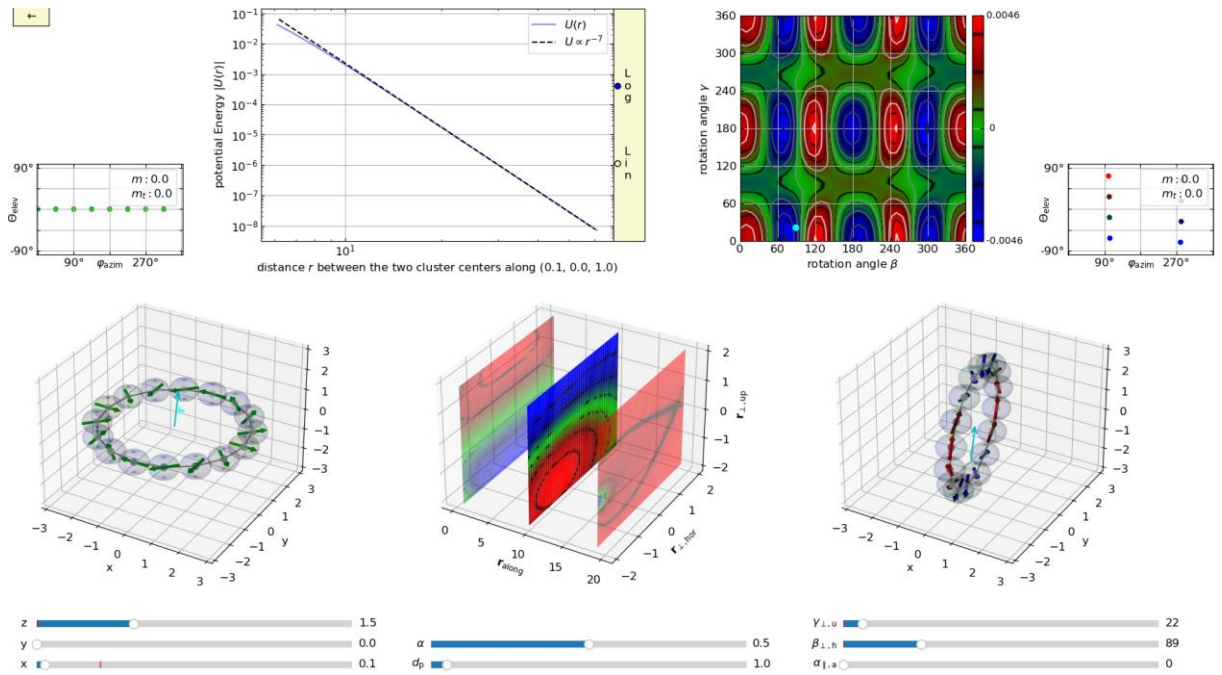 ←
10⁻¹
10⁻²
10⁻³
10⁻⁴
10⁻⁵
10⁻⁶
10⁻⁷
10⁻⁸
potential Energy |U(r)|
U(r)
U ∝ r⁻⁷
10¹
distance r between the two cluster centers along (0.1, 0.0, 1.0)
L
o
g
L
i
n
360
300
240
180
120
60
0
rotation angle γ
0 60 120 180 240 300 360
rotation angle β
0.0046
0
-0.0046
90°
-90°
Θelev
m : 0.0
mt : 0.0
90° 270°
φazim
90°
-90°
Θelev
m : 0.0
mt : 0.0
90° 270°
φazim
3
2
1
0
−1
−2
−3
−3 −2 −1 0 1 2 3
x
−3 −2 −1 0 1 2 3
y
2
1
0
−1
−2
r⊥,up
0 5 10 15 20
r along
−2 −1 0 1 2
r⊥,hor
3
2
1
0
−1
−2
−3
−3 −2 −1 0 1 2 3
x
−3 −2 −1 0 1 2 3
y
z 1.5
y 0.0
x 0.1
α 0.5
dp 1.0
γ⊥,u 22
β⊥,h 89
α∥,a 0